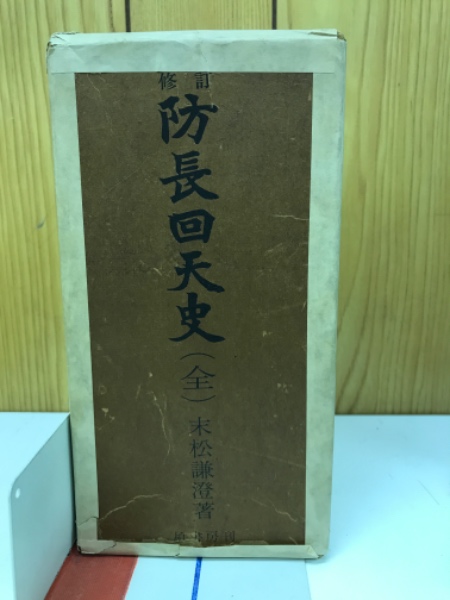 修訂
防長回天史
（全）
末松謙澄著